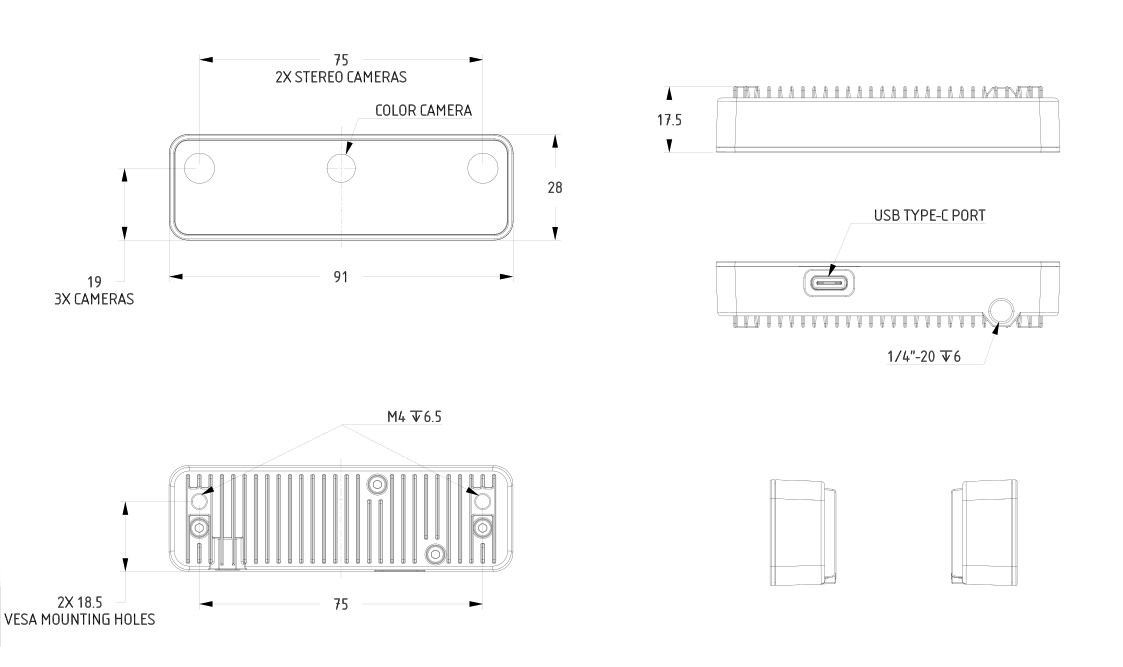 75
2X STEREO CAMERAS
COLOR CAMERA
28
91
19
3X CAMERAS
17.5
USB TYPE-C PORT
1/4"-20 ↧6
M4 ↧6.5
2X 18.5
VESA MOUNTING HOLES
75